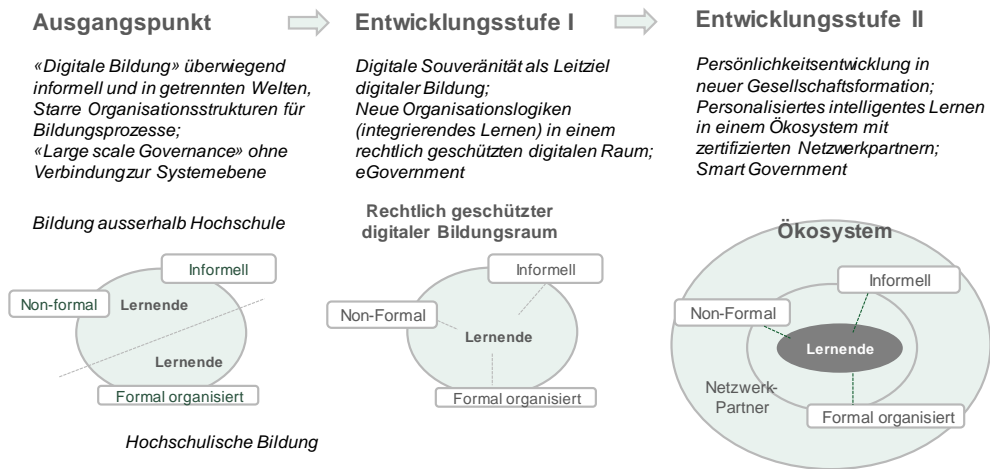 Ausgangspunkt
«Digitale Bildung» überwiegend
informell und in getrennten Welten,
Starre Organisationsstrukturen für
Bildungsprozesse;
«Large scale Governance» ohne
Verbindung zur Systemebene
Bildung ausserhalb Hochschule
Informell
Non-formal
Lernende
Lernende
Formal organisiert
Hochschulische Bildung
Entwicklungsstufe I
Digitale Souveränität als Leitziel
digitaler Bildung;
Neue Organisationslogiken
(integrierendes Lernen) in einem
rechtlich geschützten digitalen Raum;
eGovernment
Rechtlich geschützter
digitaler Bildungsraum
Informell
Non-Formal
Lernende
Formal organisiert
Entwicklungsstufe II
Persönlichkeitsentwicklung in
neuer Gesellschaftsformation;
Personalisiertes intelligentes Lernen
in einem Ökosystem mit
zertifizierten Netzwerkpartnern;
Smart Government
Ökosystem
Informell
Non-Formal
Lernende
Netzwerk-
Partner
Formal organisiert